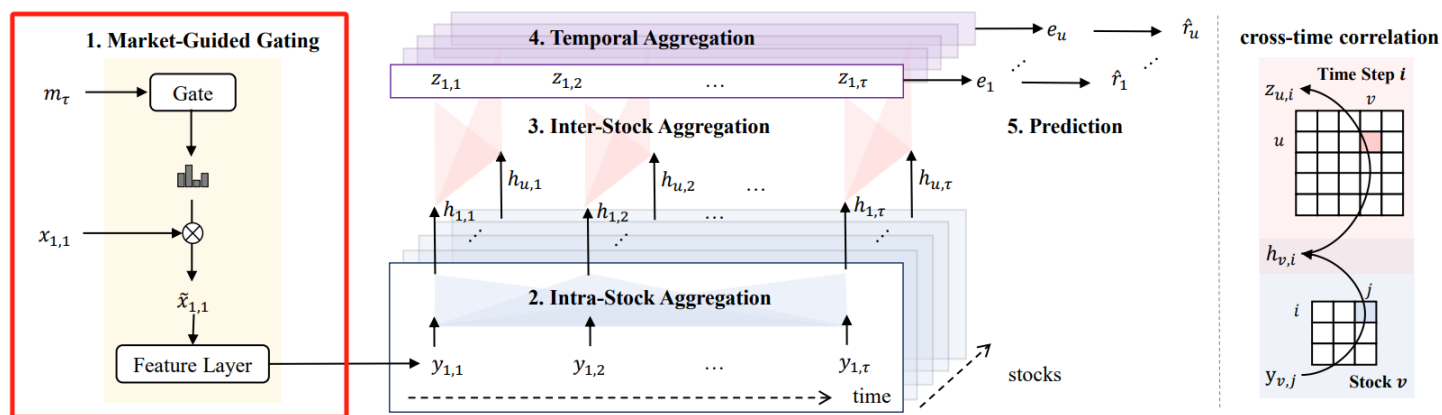 1. Market-Guided Gating
m_τ
Gate
x_{1,1}
⊗
x̃_{1,1}
Feature Layer
4. Temporal Aggregation
z_{1,1} z_{1,2} … z_{1,τ}
e_u r̂_u
⋰ ⋰
e_1 r̂_1
3. Inter-Stock Aggregation
5. Prediction
h_{u,1} h_{u,2} … h_{u,τ}
h_{1,1} h_{1,2} … h_{1,τ}
⋰ ⋰ ⋰
2. Intra-Stock Aggregation
y_{1,1} y_{1,2} … y_{1,τ}
time
stocks
cross-time correlation
Time Step i
z_{u,i}
v
u
h_{v,i}
j
i
y_{v,j}
Stock v